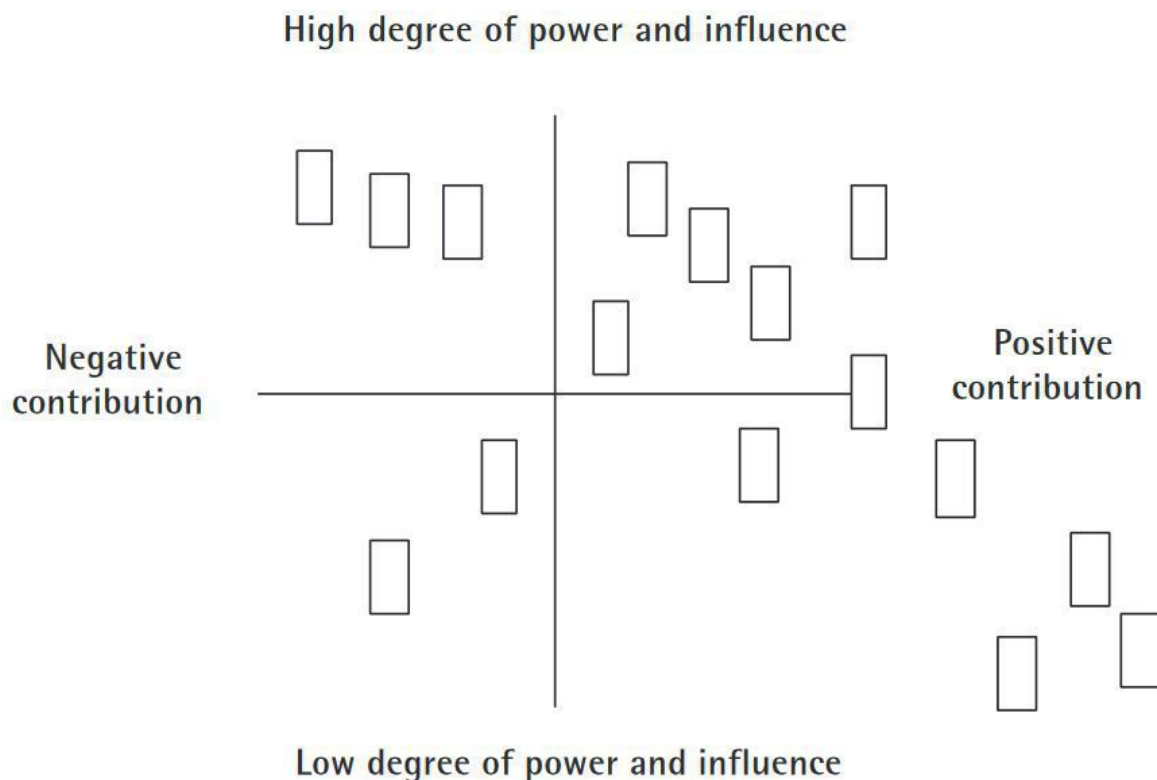 High degree of power and influence
Negative
contribution
Positive
contribution
Low degree of power and influence